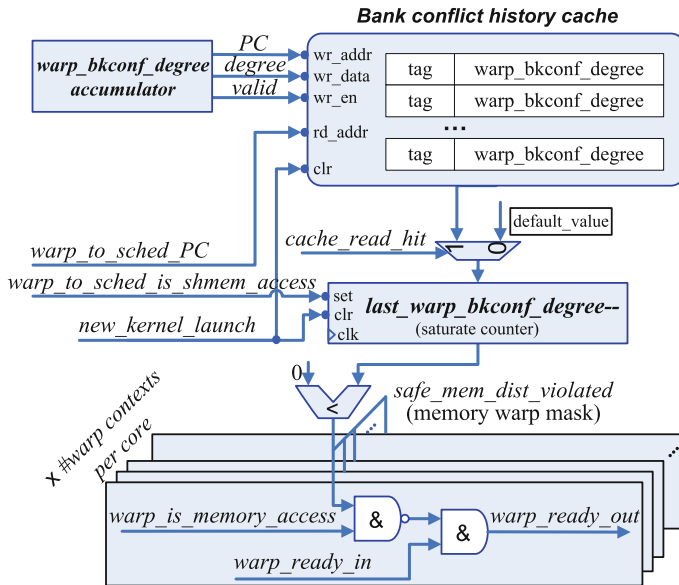 Bank conflict history cache
warp_bkconf_degree
accumulator
PC
degree
valid
wr_addr
wr_data
wr_en
rd_addr
clr
tag warp_bkconf_degree
tag warp_bkconf_degree
...
tag warp_bkconf_degree
default_value
1 0
cache_read_hit
warp_to_sched_PC
warp_to_sched_is_shmem_access
new_kernel_launch
set
clr
clk
last_warp_bkconf_degree--
(saturate counter)
0
<
safe_mem_dist_violated
(memory warp mask)
x #warp contexts
per core
...
...
warp_is_memory_access
&
&
warp_ready_out
warp_ready_in